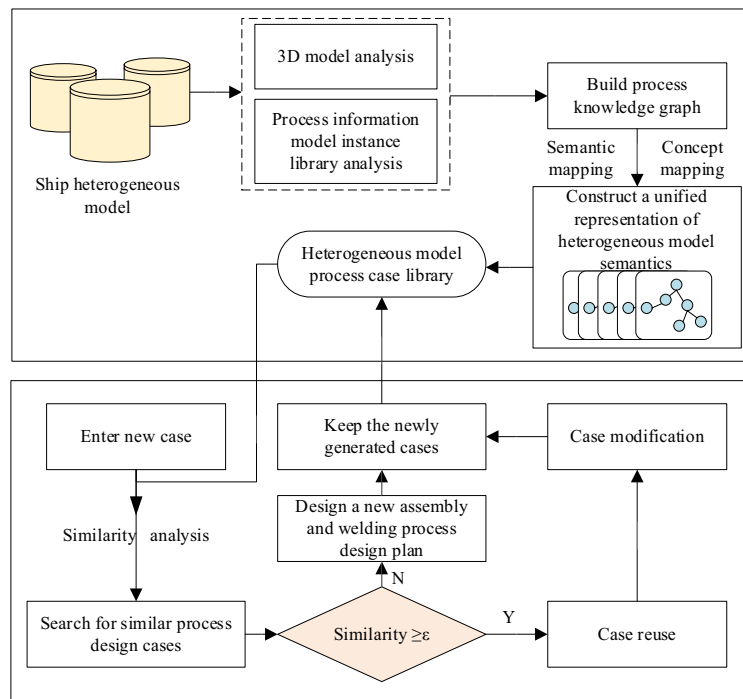 3D model analysis
Process information
model instance
library analysis
Ship heterogeneous
model
Build process
knowledge graph
Semantic
mapping
Concept
mapping
Construct a unified
representation of
heterogeneous model
semantics
Heterogeneous model
process case library
Enter new case
Keep the newly
generated cases
Case modification
Similarity analysis
Design a new assembly
and welding process
design plan
N
Search for similar process
design cases
Similarity ≥ε
Y
Case reuse